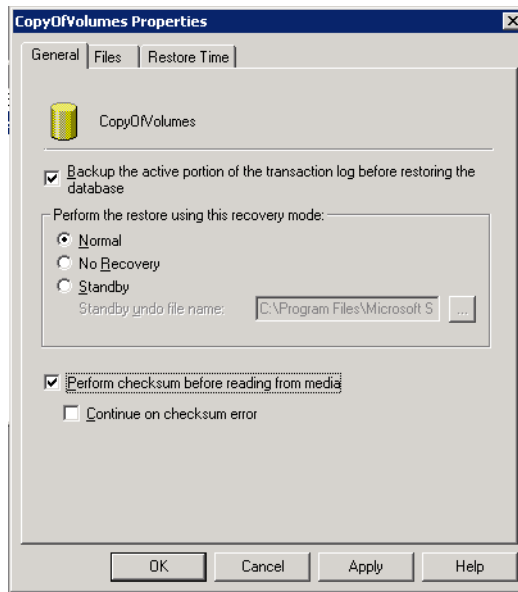 CopyOfVolumes Properties
General Files Restore Time
CopyOfVolumes
Backup the active portion of the transaction log before restoring the
database
Perform the restore using this recovery mode:
Normal
No Recovery
Standby
Standby undo file name: C:\Program Files\Microsoft S ...
Perform checksum before reading from media
Continue on checksum error
OK Cancel Apply Help